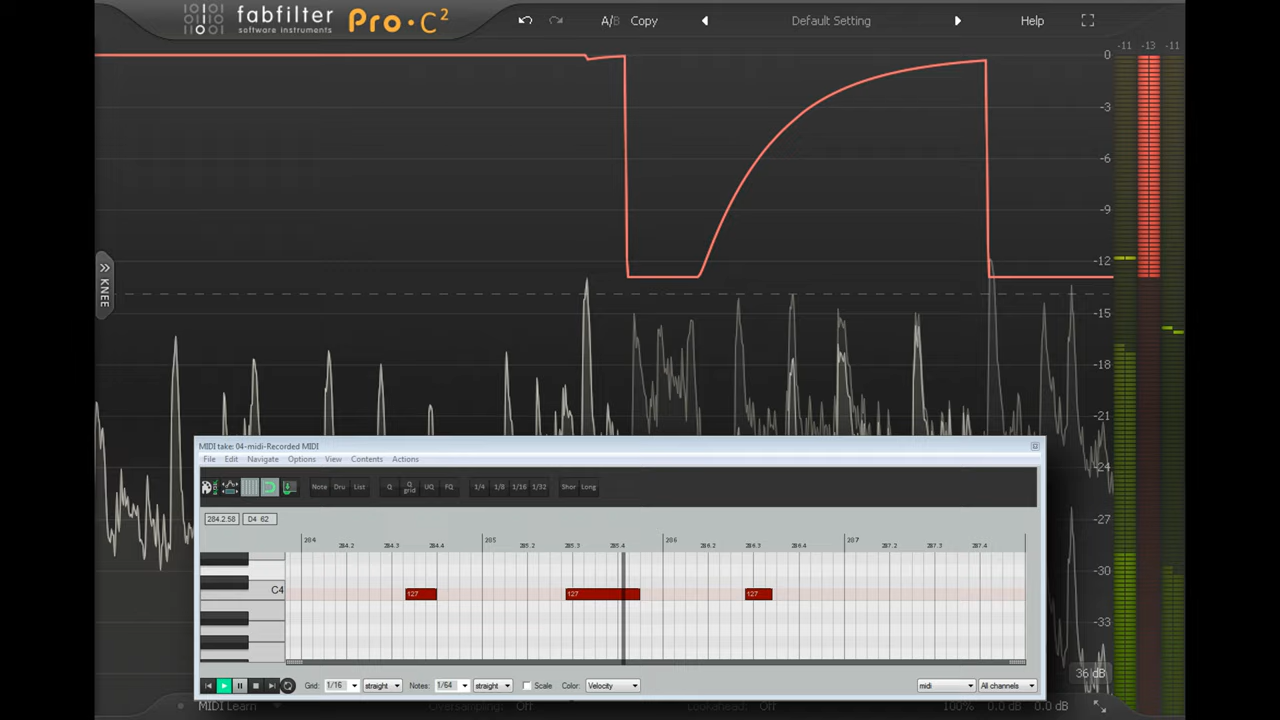 fabfilter
software instruments
Pro·C²
A/B Copy
Default Setting
Help
-11 -13 -11
0
-3
-6
-9
-12
-15
-18
-21
-24
-27
-30
-33
36 dB
KNEE
MIDI take: 04-midi-Recorded MIDI
File Edit Navigate Options View Contents Actions
Note Dru List Q Q grid UQ FQ 1/4 1/8 1/16 1/32 Shor Long
284.2.58 D4 62
204 205 206 207
284.2 284.3 284.4 285.2 285.3 285.4 286.2 286.3 286.4 287.2 287.3 287.4
C4
127 127 127
Grid: 1/16 straight Notes: 1/64 straight Scale Color: Velocity midi All channels
MIDI Learn Oversampling: Off Lookahead: Off 100% 0.0 dB 0.0 dB